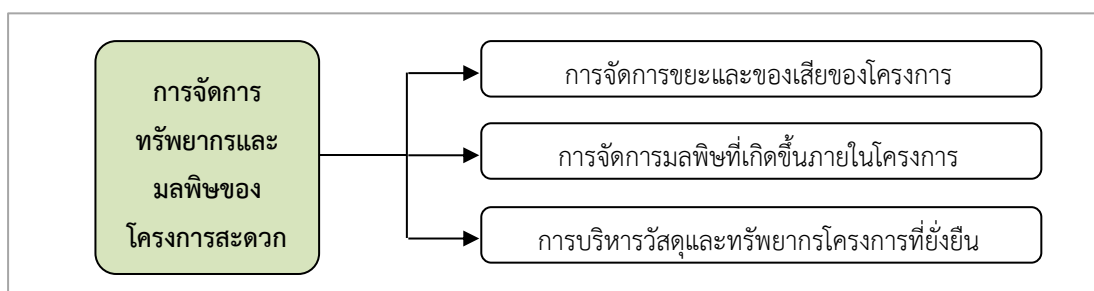 การจัดการ
ทรัพยากรและ
มลพิษของ
โครงการสะดวก
การจัดการขยะและของเสียของโครงการ
การจัดการมลพิษที่เกิดขึ้นภายในโครงการ
การบริหารวัสดุและทรัพยากรโครงการที่ยั่งยืน